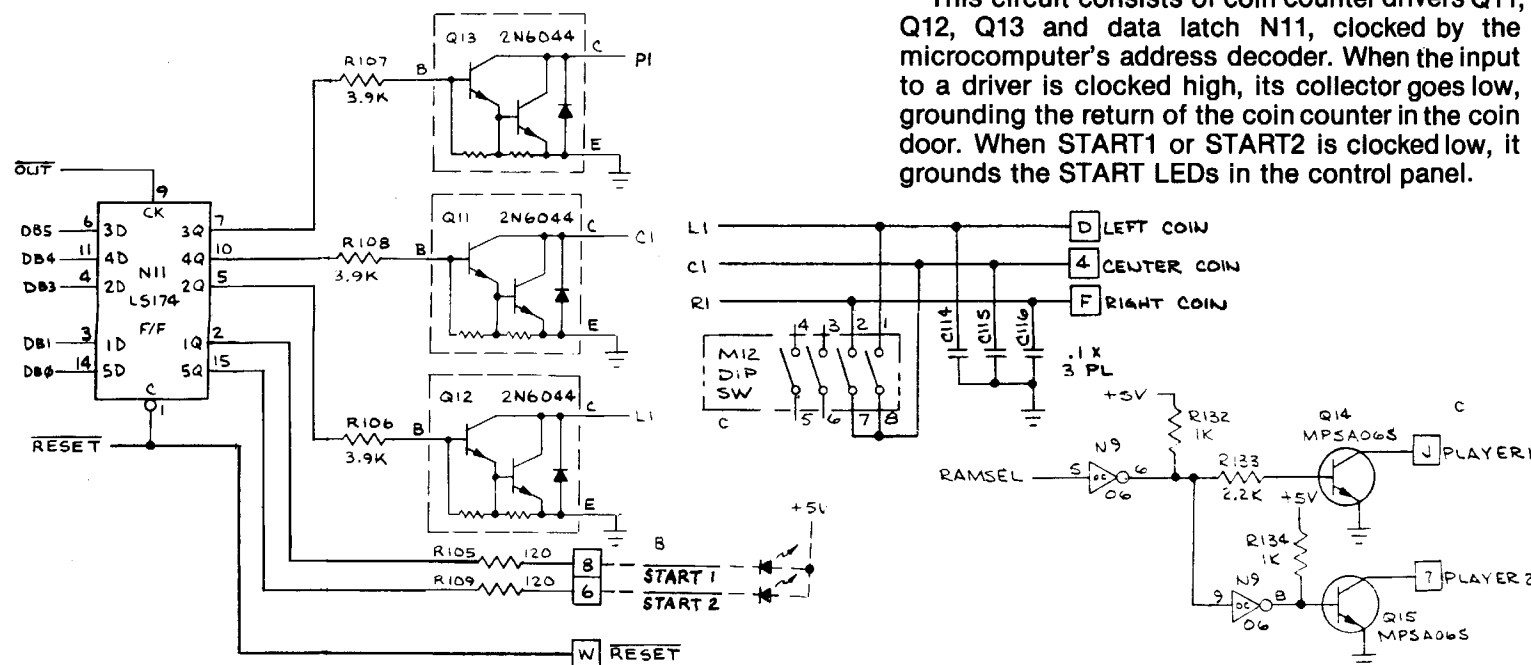 This circuit consists of coin counter drivers Q11,
Q12, Q13 and data latch N11, clocked by the
microcomputer's address decoder. When the input
to a driver is clocked high, its collector goes low,
grounding the return of the coin counter in the coin
door. When START1 or START2 is clocked low, it
grounds the START LEDs in the control panel.
Q13 2N6044 C P1
R107 B
3.9K
E
OUT
9
CK
DB5 6 3D 3Q 7
DB4 11 4D 4Q 10
DB3 4 2D 2Q 5
N11
LS174
F/F
DB1 3 1D 1Q 2
DBØ 14 5D 5Q 15
C
1
RESET
Q11 2N6044 C C1
R108 B
3.9K
E
Q12 2N6044 C L1
R106 B
3.9K
E
R105 120 8 START 1
R109 120 6 START 2
B
+5V
W RESET
L1 D LEFT COIN
C1 4 CENTER COIN
R1 F RIGHT COIN
C114 C115 C116
.1 X
3 PL
4 3 2 1
M12
DIP
SW
5 6 7 8
C
+5V
R132
1K
RAMSEL 5 N9 6
OC
06
R133
2.2K
Q14
MPSA06S
C
J PLAYER 1
+5V
R134
1K
9 N9 8
OC
06
Q15
MPSA06S
7 PLAYER 2